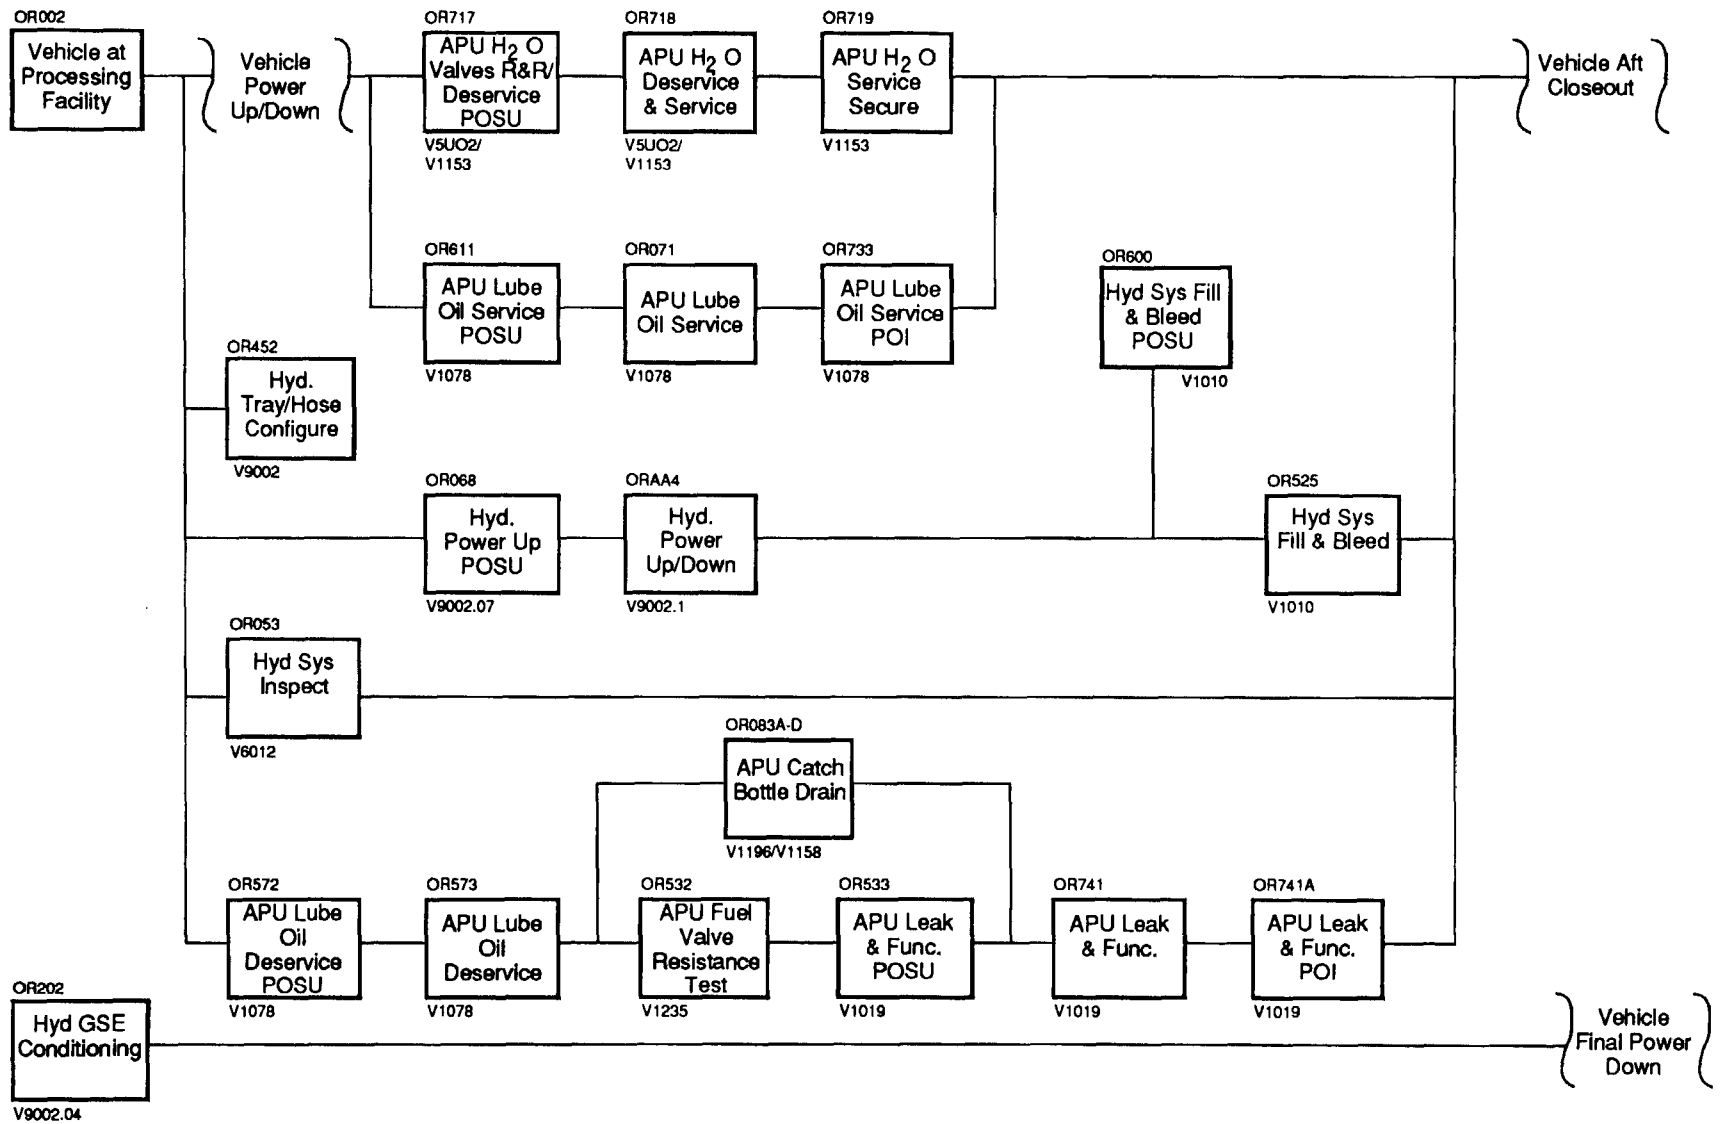 OR002
Vehicle at
Processing
Facility
Vehicle
Power
Up/Down
OR717
APU H2 O
Valves R&R/
Deservice
POSU
V5UO2/
V1153
OR718
APU H2 O
Deservice
& Service
V5UO2/
V1153
OR719
APU H2 O
Service
Secure
V1153
Vehicle Aft
Closeout
OR611
APU Lube
Oil Service
POSU
V1078
OR071
APU Lube
Oil Service
V1078
OR733
APU Lube
Oil Service
POI
V1078
OR600
Hyd Sys Fill
& Bleed
POSU
V1010
OR452
Hyd.
Tray/Hose
Configure
V9002
OR068
Hyd.
Power Up
POSU
V9002.07
ORAA4
Hyd.
Power
Up/Down
V9002.1
OR525
Hyd Sys
Fill & Bleed
V1010
OR053
Hyd Sys
Inspect
V6012
OR083A-D
APU Catch
Bottle Drain
V1196/V1158
OR572
APU Lube
Oil
Deservice
POSU
V1078
OR573
APU Lube
Oil
Deservice
V1078
OR532
APU Fuel
Valve
Resistance
Test
V1235
OR533
APU Leak
& Func.
POSU
V1019
OR741
APU Leak
& Func.
V1019
OR741A
APU Leak
& Func.
POI
V1019
OR202
Hyd GSE
Conditioning
V9002.04
Vehicle
Final Power
Down